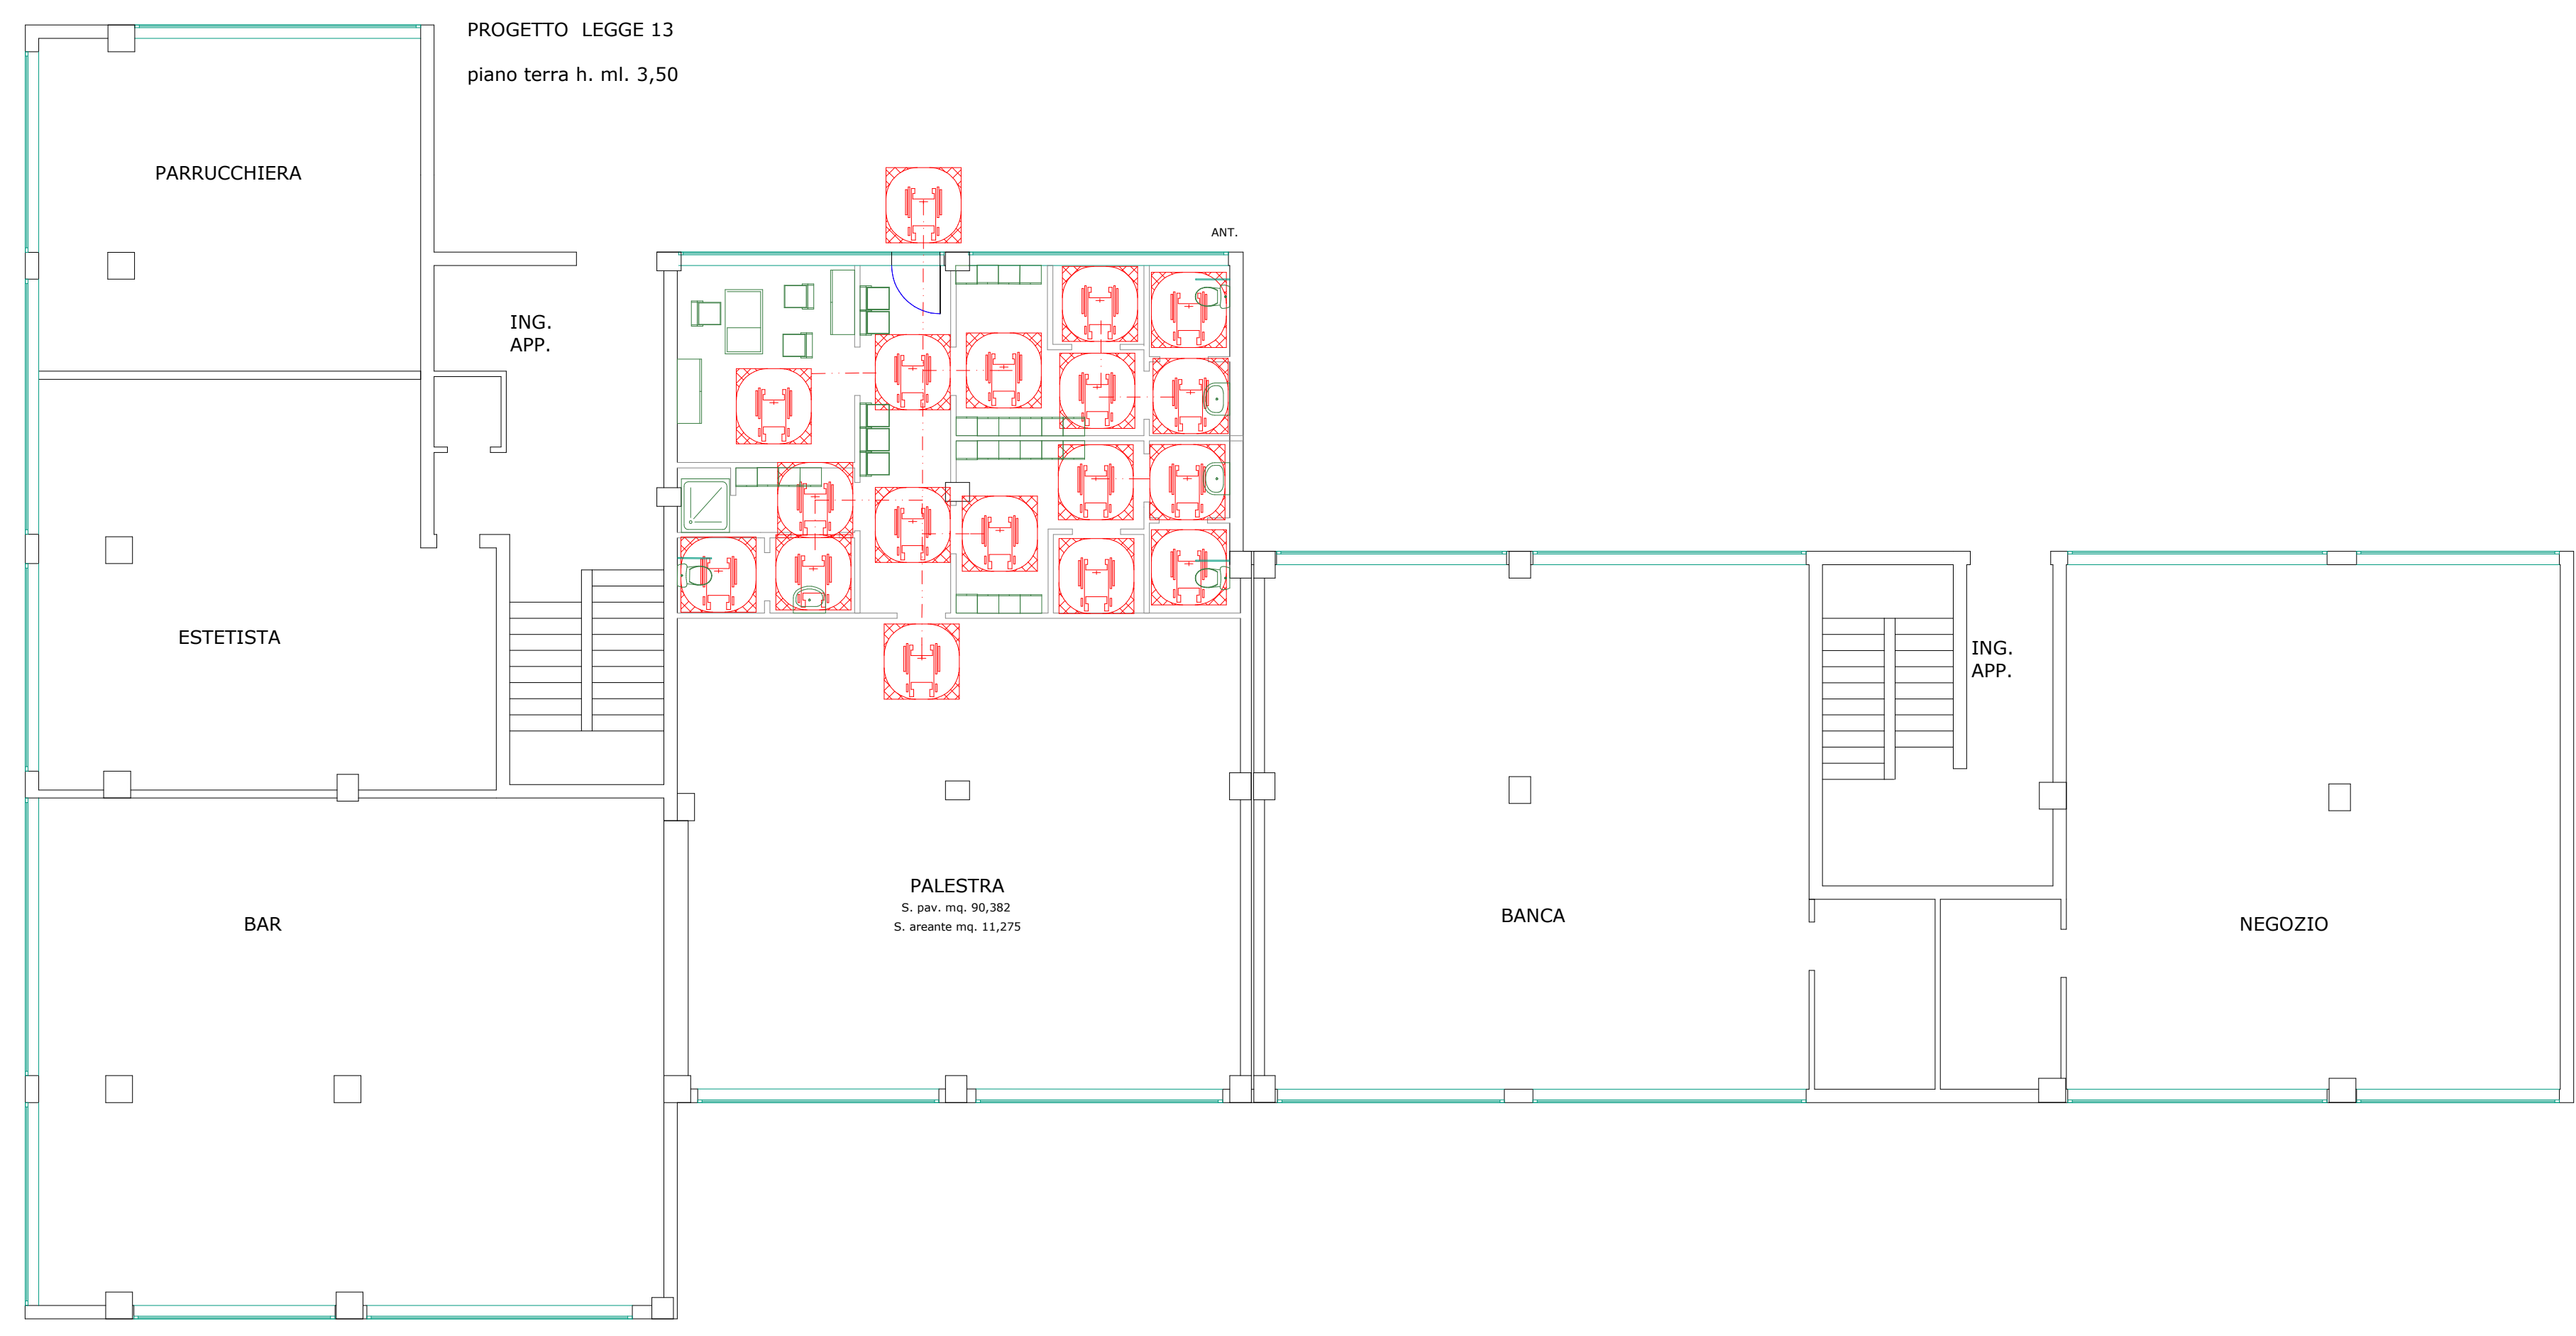 PROGETTO  LEGGE 13
piano terra h. ml. 3,50
PARRUCCHIERA
ANT.
ING.
APP.
ESTETISTA
ING.
APP.
PALESTRA
S. pav. mq. 90,382
S. areante mq. 11,275
BAR
BANCA
NEGOZIO